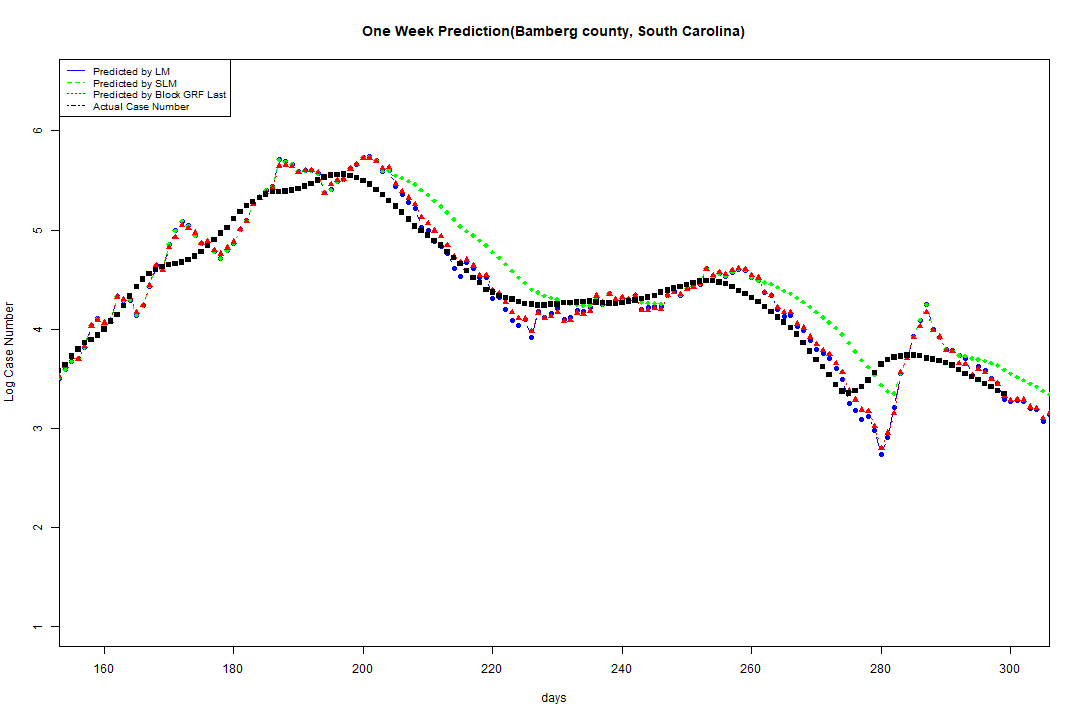 One Week Prediction(Bamberg county, South Carolina)
Predicted by LM
Predicted by SLM
Predicted by Block GRF Last
Actual Case Number
6
5
4
3
2
1
Log Case Number
160 180 200 220 240 260 280 300
days